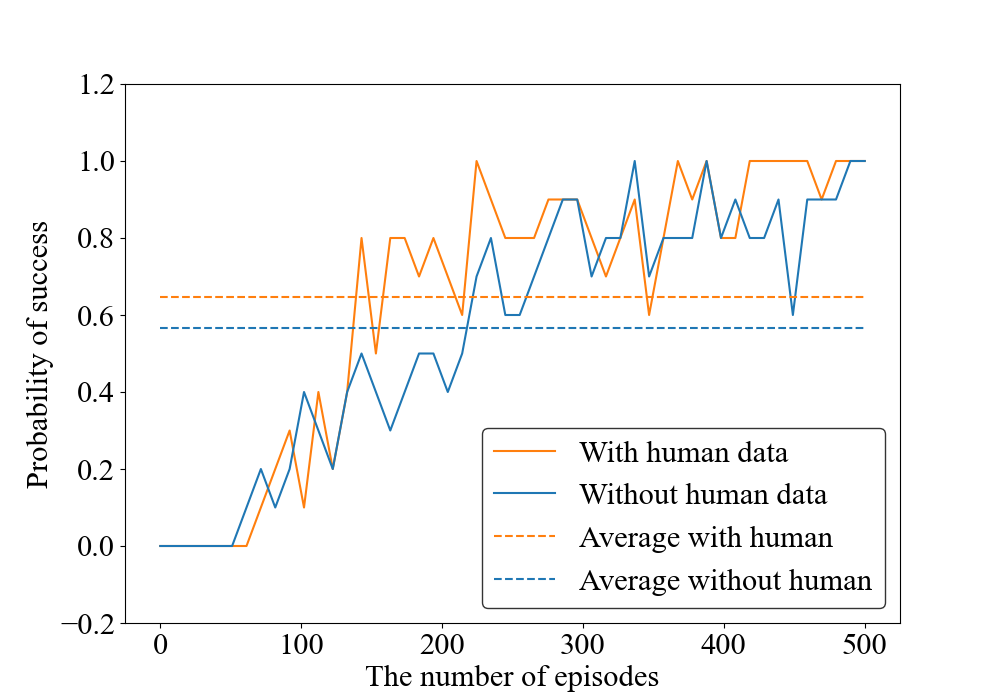 1.2
1.0
0.8
0.6
0.4
0.2
0.0
−0.2
Probability of success
With human data
Without human data
Average with human
Average without human
0 100 200 300 400 500
The number of episodes